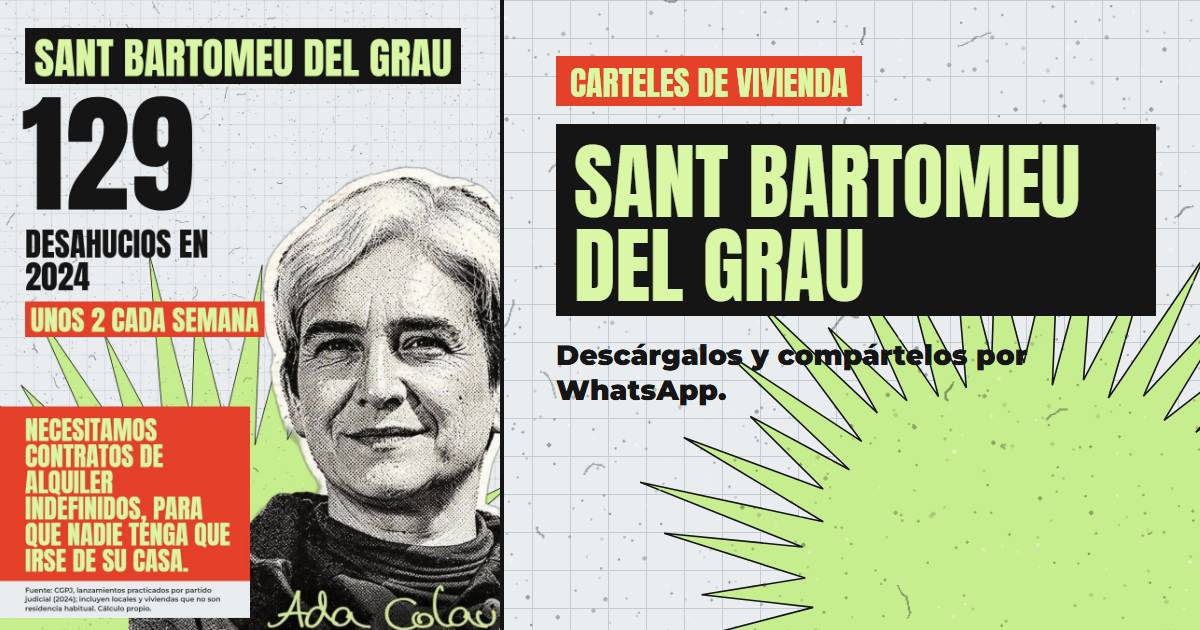 SANT BARTOMEU DEL GRAU
129
DESAHUCIOS EN
2024
UNOS 2 CADA SEMANA
NECESITAMOS
CONTRATOS DE
ALQUILER
INDEFINIDOS, PARA
QUE NADIE TENGA QUE
IRSE DE SU CASA.
Fuente: CGPJ, lanzamientos practicados por partido
judicial (2024); incluyen locales y viviendas que no son
residencia habitual. Cálculo propio.
Ada Colau
CARTELES DE VIVIENDA
SANT BARTOMEU
DEL GRAU
Descárgalos y compártelos por
WhatsApp.